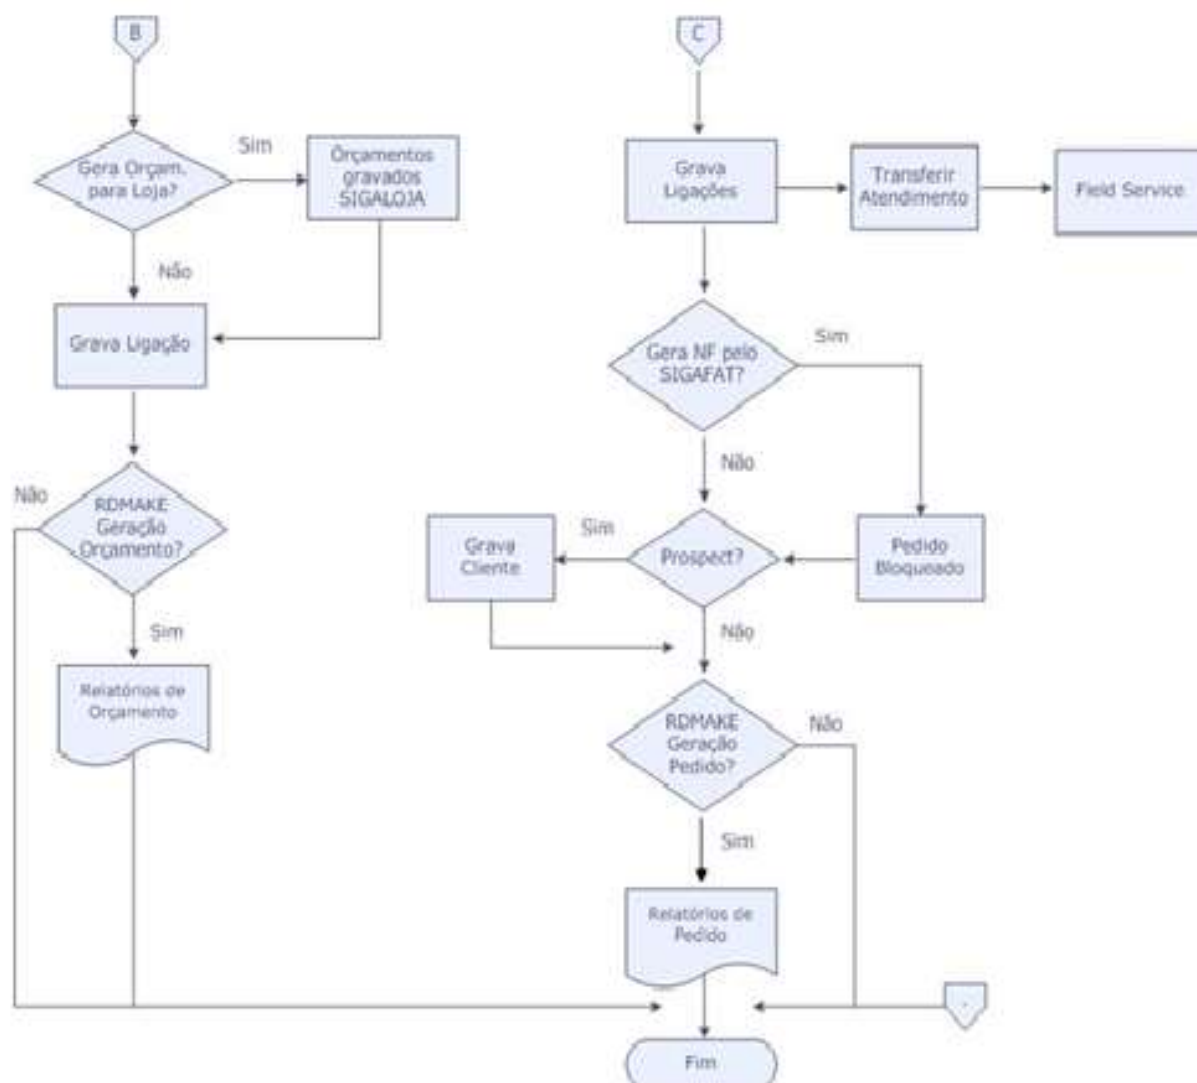 B
Gera Orçam.
para Loja?
Sim
Orçamentos
gravados
SIGALOJA
Não
Grava Ligação
RDMAKE
Geração
Orçamento?
Não
Sim
Relatórios de
Orçamento
C
Grava
Ligações
Transferir
Atendimento
Field Service
Gera NF pelo
SIGAFAT?
Sim
Não
Pedido
Bloqueado
Prospect?
Sim
Grava
Cliente
Não
RDMAKE
Geração
Pedido?
Não
Sim
Relatórios de
Pedido
Fim